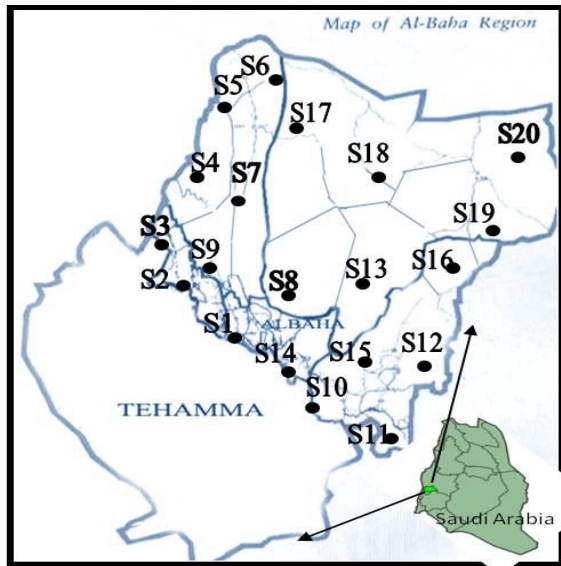 Map of Al-Baha Region
S6
S5
S17
S20
S18
S4
S7
S3
S19
S9
S16
S2
S8
S13
S1
ALBAHA
S14
S15
S12
S10
TEHAMMA
S11
Saudi Arabia